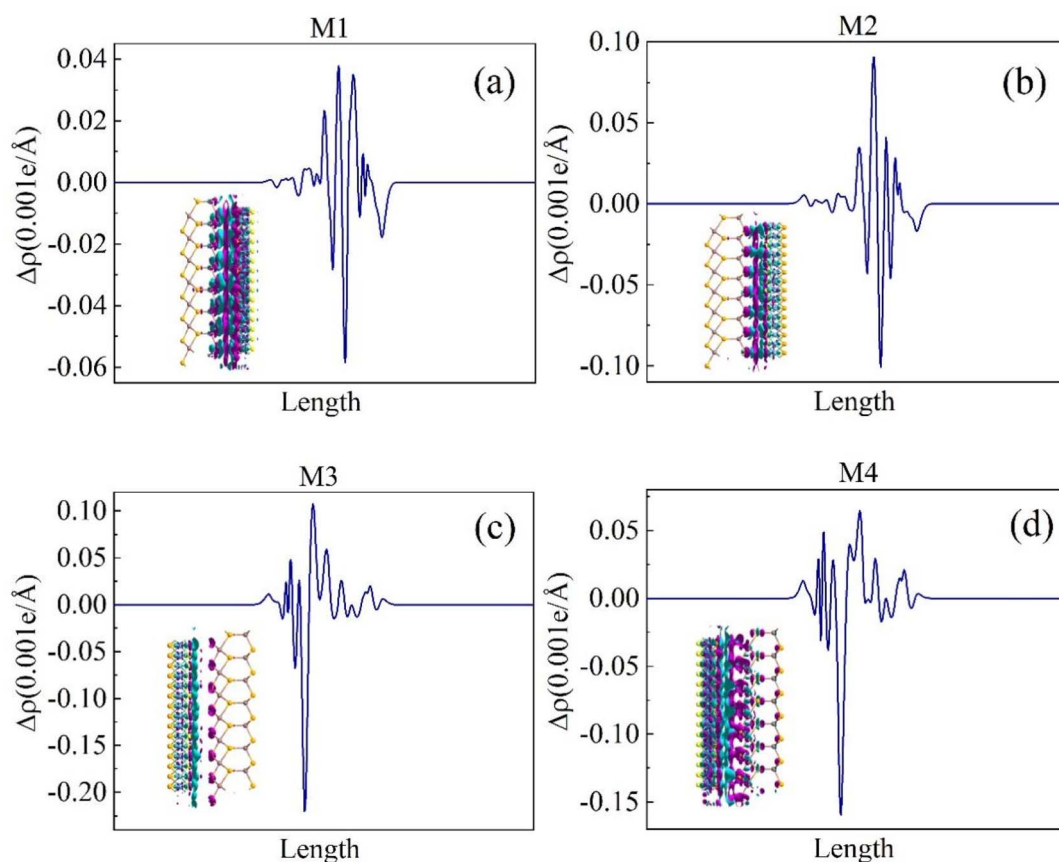 M1
(a)
0.04
0.02
0.00
-0.02
-0.04
-0.06
Δρ(0.001e/Å)
Length
M2
(b)
0.10
0.05
0.00
-0.05
-0.10
Δρ(0.001e/Å)
Length
M3
(c)
0.10
0.05
0.00
-0.05
-0.10
-0.15
-0.20
Δρ(0.001e/Å)
Length
M4
(d)
0.05
0.00
-0.05
-0.10
-0.15
Δρ(0.001e/Å)
Length